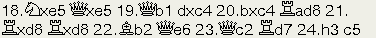 18.♘xe5 ♕xe5 19.♕b1 dxc4 20.bxc4 ♖ad8 21.
♖xd8 ♖xd8 22.♗b2 ♕e6 23.♕c2 ♖d7 24.h3 c5